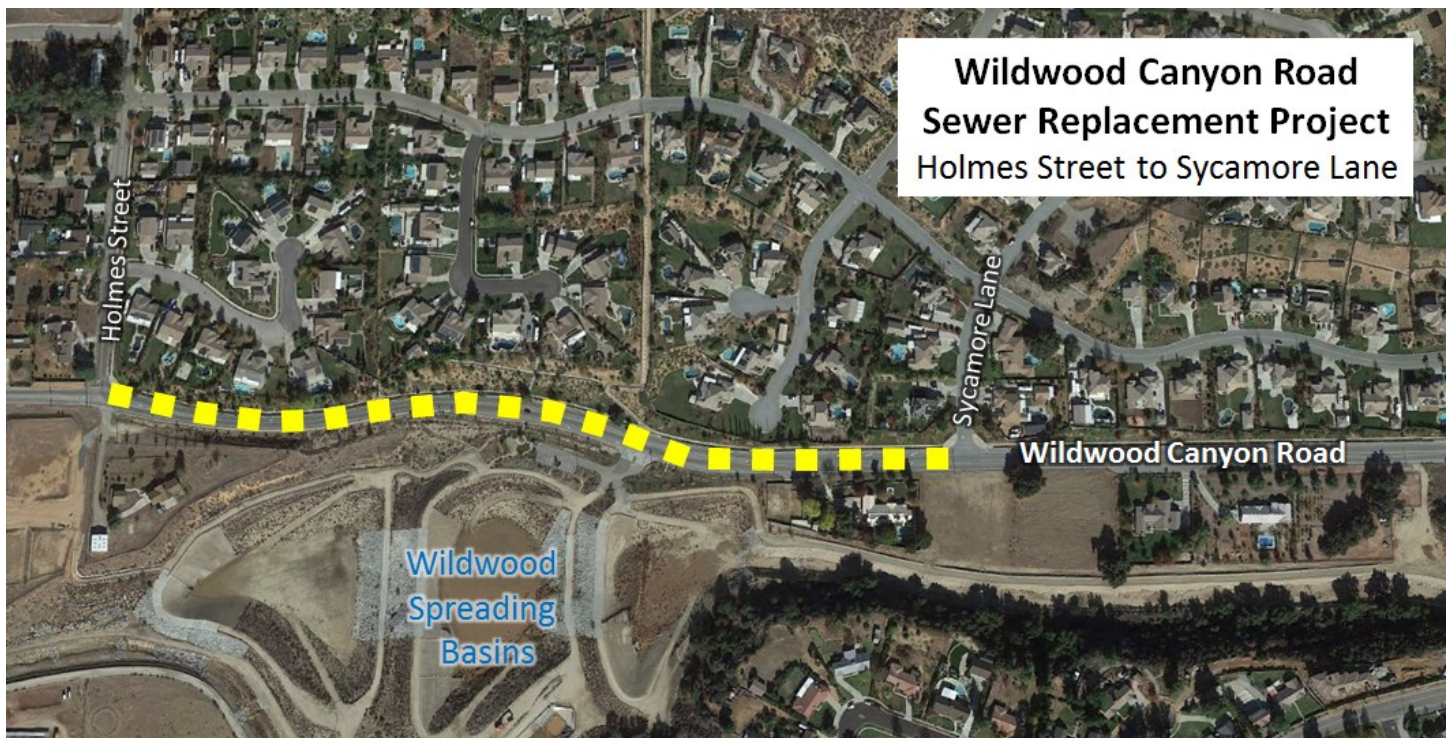 Wildwood Canyon Road
Sewer Replacement Project
Holmes Street to Sycamore Lane
Holmes Street
Sycamore Lane
Wildwood Canyon Road
Wildwood
Spreading
Basins